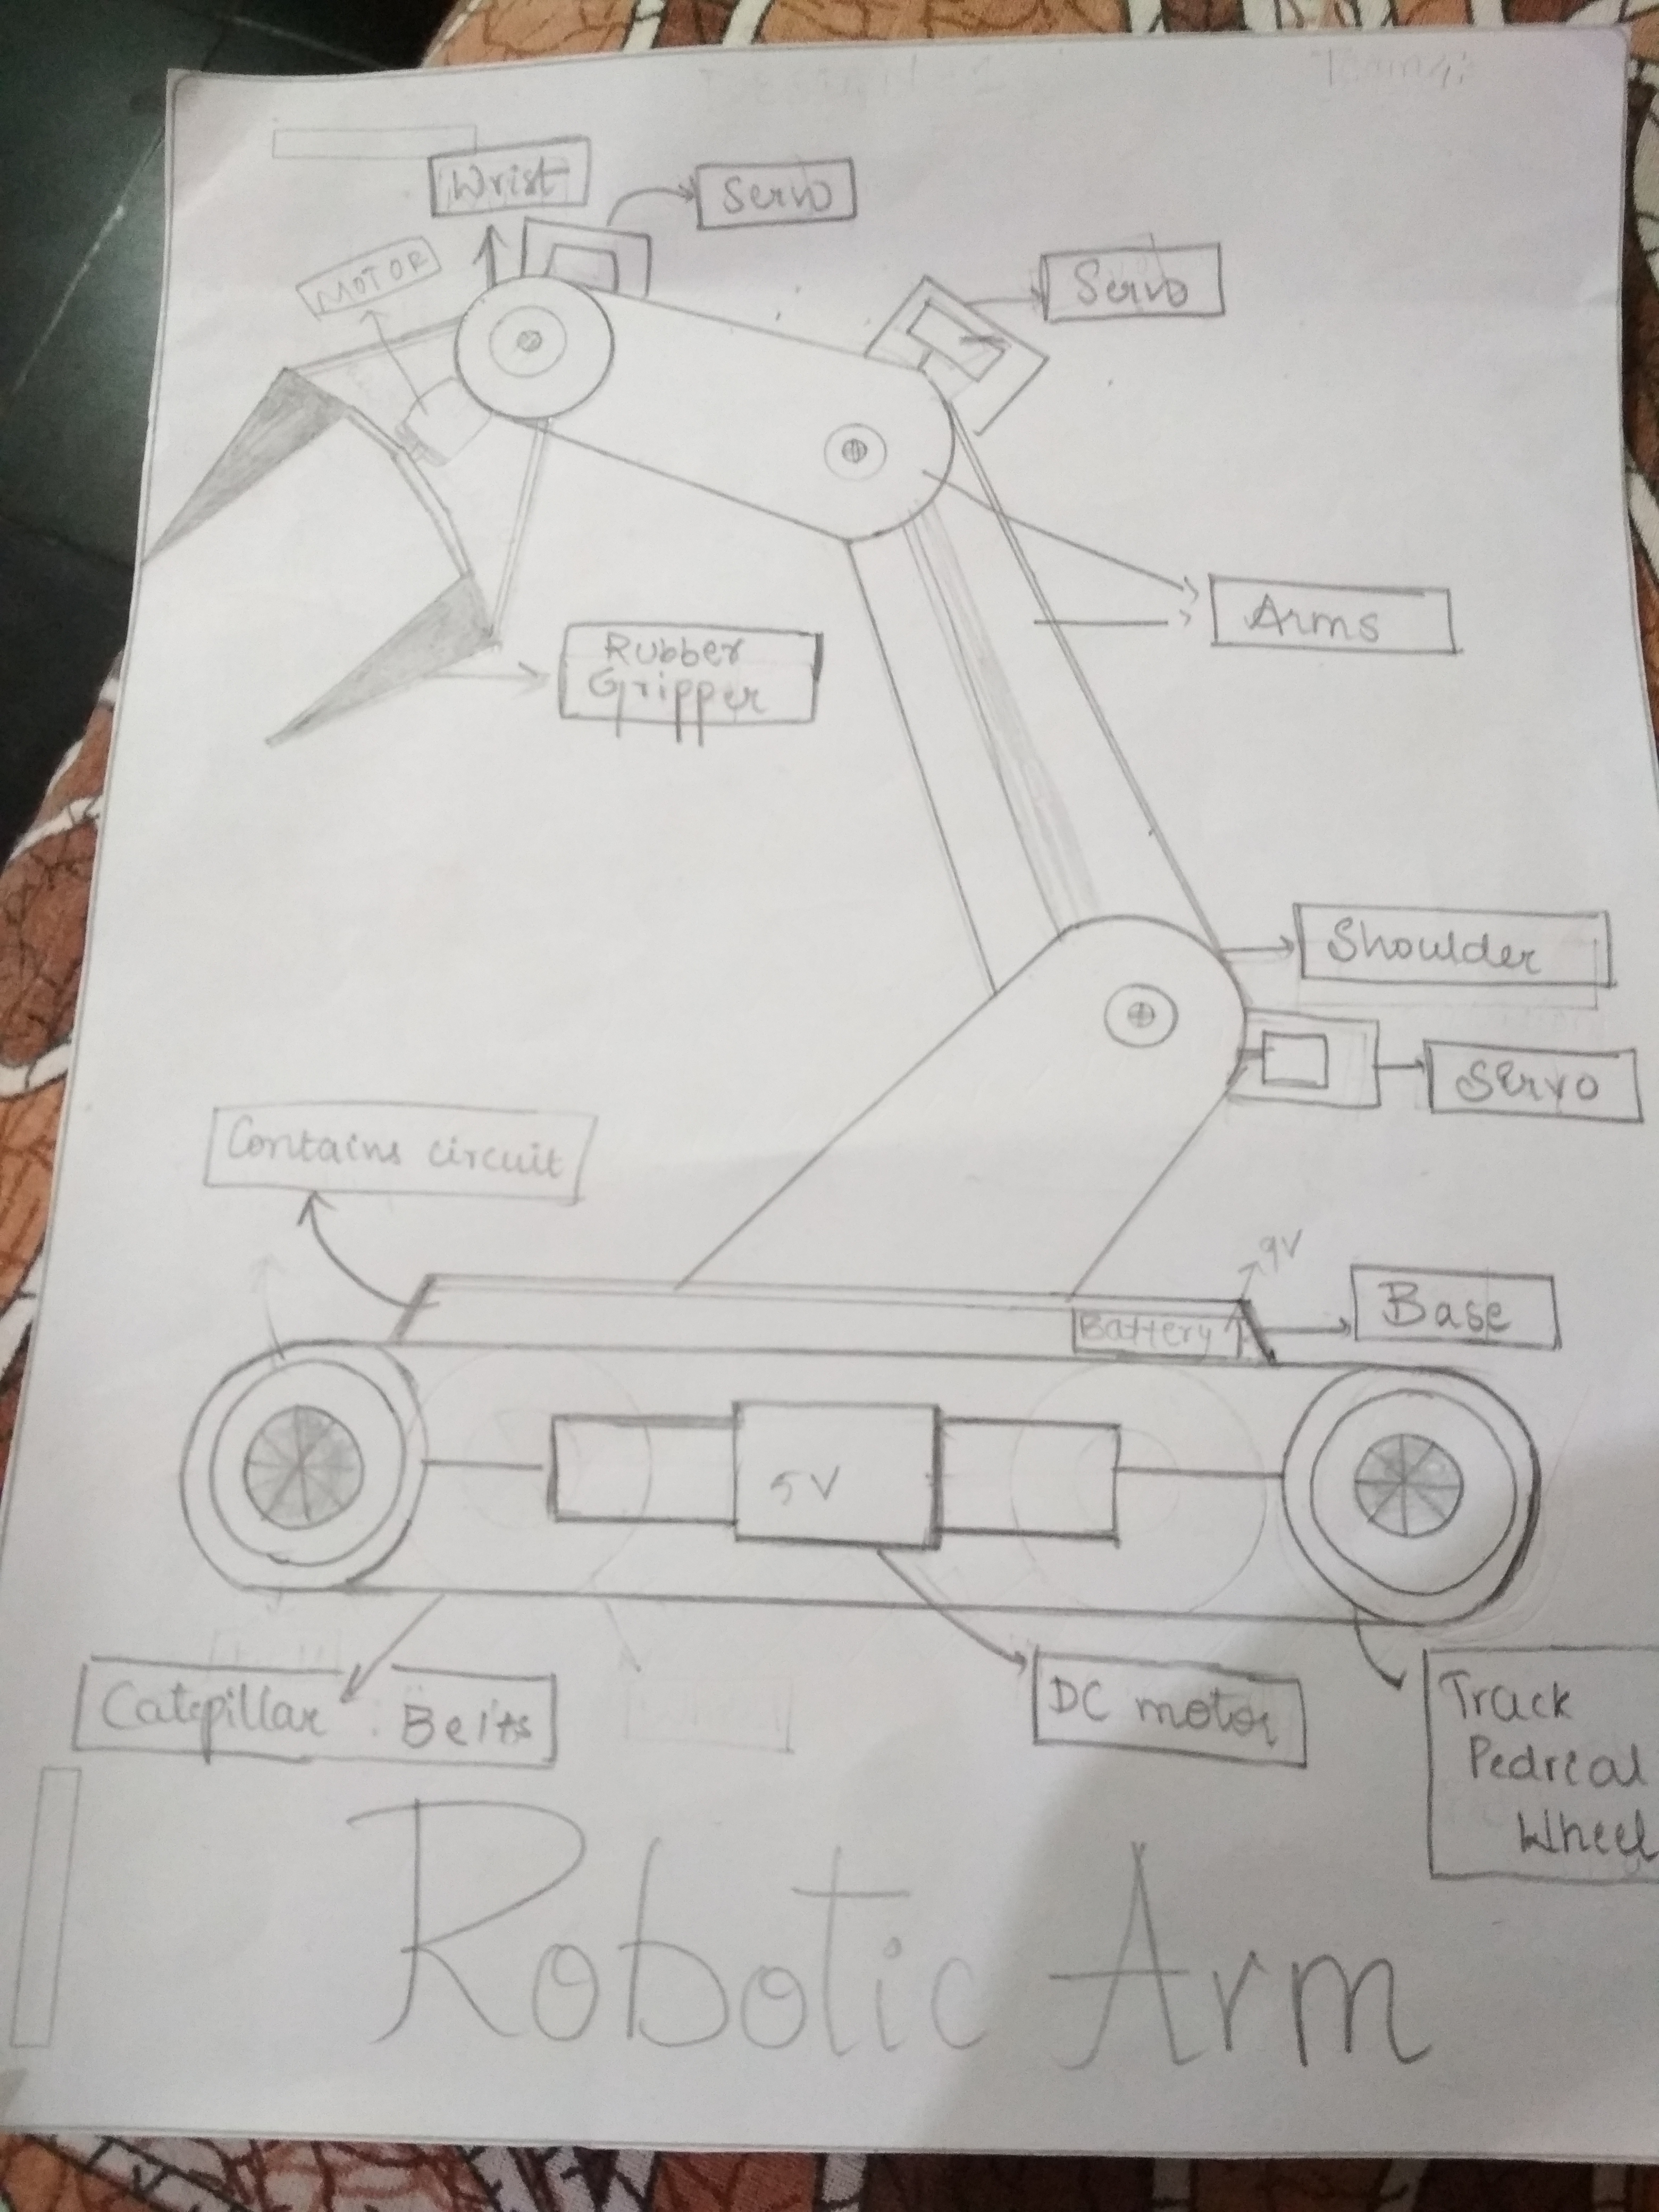 Wrist
Servo
MOTOR
Servo
Arms
Rubber
Gripper
Shoulder
Servo
Contains circuit
9V
Battery
Base
5V
Catepillar Belts
DC motor
Track
Pedrial
Wheel
Robotic Arm